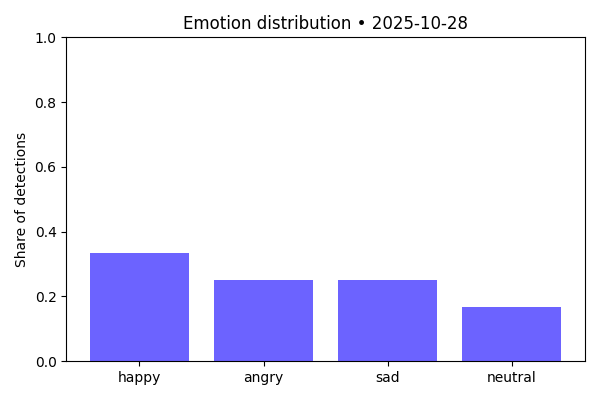 Emotion distribution • 2025-10-28
Share of detections
1.0
0.8
0.6
0.4
0.2
0.0
happy angry sad neutral